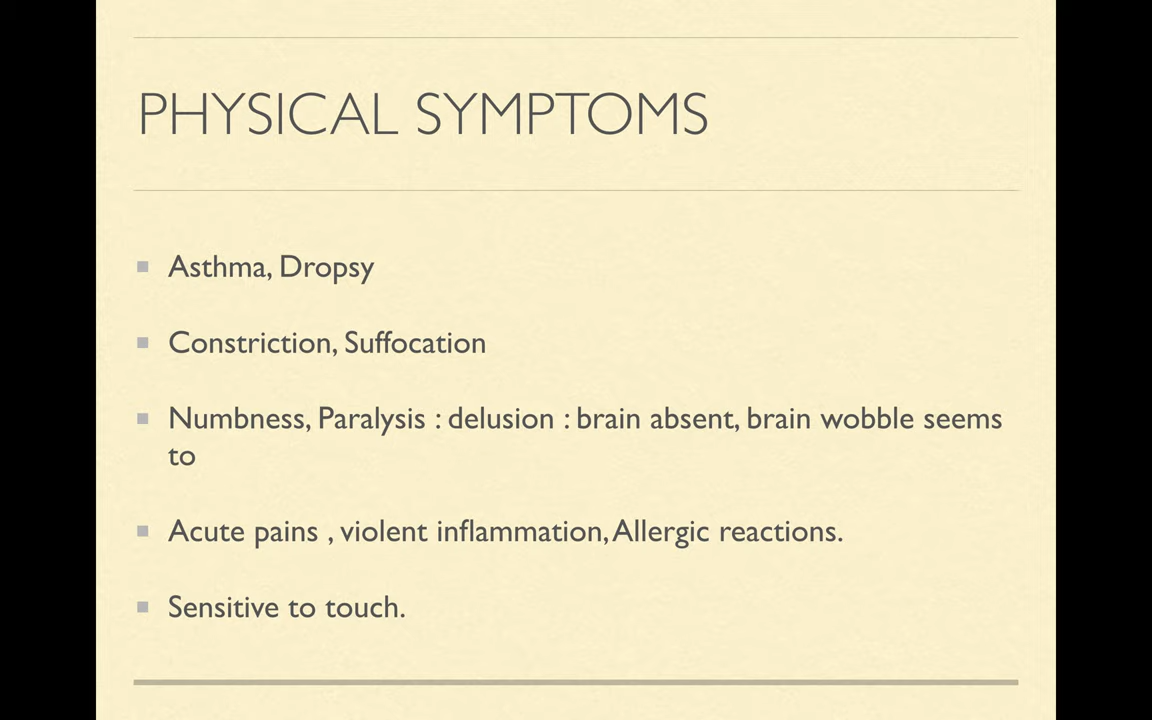 PHYSICAL SYMPTOMS
Asthma, Dropsy
Constriction, Suffocation
Numbness, Paralysis : delusion : brain absent, brain wobble seems
to
Acute pains , violent inflammation, Allergic reactions.
Sensitive to touch.